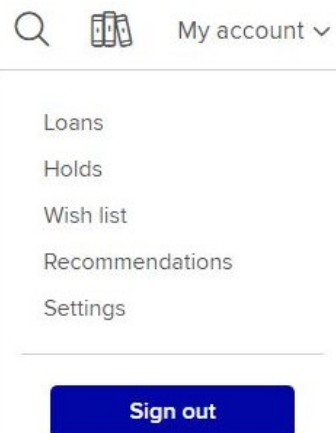 My account
Loans
Holds
Wish list
Recommendations
Settings
Sign out